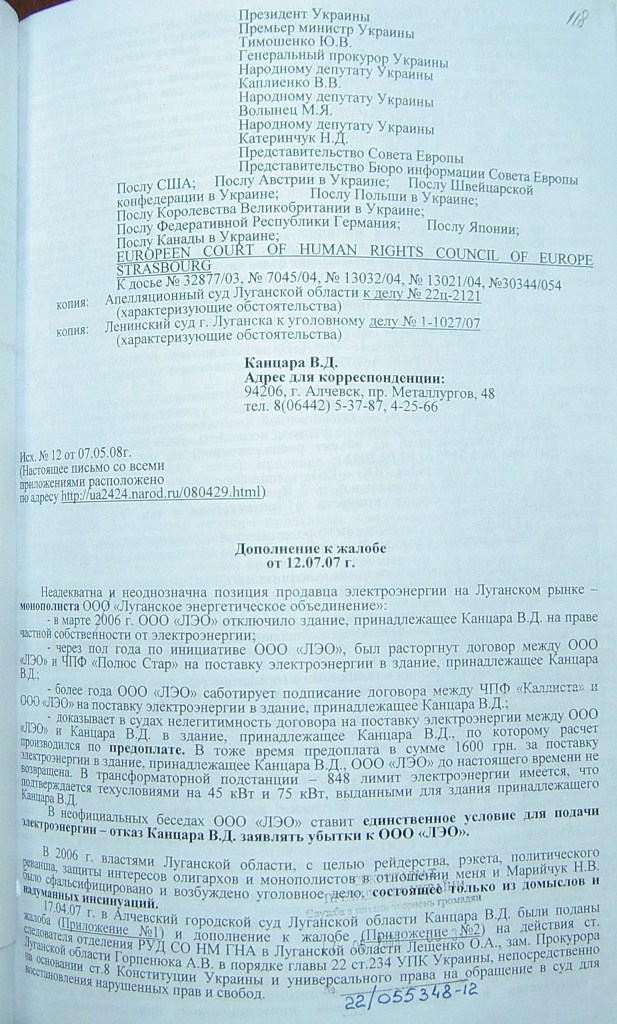 118
Президент Украины
Премьер министр Украины
Тимошенко Ю.В.
Генеральный прокурор Украины
Народному депутату Украины
Каплиенко В.В.
Народному депутату Украины
Волынец М.Я.
Народному депутату Украины
Катеринчук Н.Д.
Представительство Совета Европы
Представительство Бюро информации Совета Европы
Послу США; Послу Австрии в Украине; Послу Швейцарской
конфедерации в Украине; Послу Польши в Украине;
Послу Королевства Великобритании в Украине;
Послу Федеративной Республики Германия; Послу Японии;
Послу Канады в Украине;
EUROPEEN COURT OF HUMAN RIGHTS COUNCIL OF EUROPE
STRASBOURG
К досье № 32877/03, № 7045/04, № 13032/04, № 13021/04, №30344/054
копия: Апелляционный суд Луганской области к делу № 22ц-2121
(характеризующие обстоятельства)
копия: Ленинский суд г. Луганска к уголовному делу № 1-1027/07
(характеризующие обстоятельства)
Канцара В.Д.
Адрес для корреспонденции:
94206, г. Алчевск, пр. Металлургов, 48
тел. 8(06442) 5-37-87, 4-25-66
Исх. № 12 от 07.05.08г.
(Настоящее письмо со всеми
приложениями расположено
по адресу http://ua2424.narod.ru/080429.html)
Дополнение к жалобе
от 12.07.07 г.
Неадекватна и неоднозначна позиция продавца электроэнергии на Луганском рынке –
монополиста ООО «Луганское энергетическое объединение»:
- в марте 2006 г. ООО «ЛЭО» отключило здание, принадлежащее Канцара В.Д. на праве
частной собственности от электроэнергии;
- через пол года по инициативе ООО «ЛЭО», был расторгнут договор между ООО
«ЛЭО» и ЧПФ «Полюс Стар» на поставку электроэнергии в здание, принадлежащее Канцара
В.Д.;
- более года ООО «ЛЭО» саботирует подписание договора между ЧПФ «Каллиста» и
ООО «ЛЭО» на поставку электроэнергии в здание, принадлежащее Канцара В.Д.;
- доказывает в судах нелегитимность договора на поставку электроэнергии между ООО
«ЛЭО» и Канцара В.Д. в здание, принадлежащее Канцара В.Д., по которому расчет
производился по предоплате. В тоже время предоплата в сумме 1600 грн. за поставку
электроэнергии в здание, принадлежащее Канцара В.Д., ООО «ЛЭО» до настоящего времени не
возвращена. В трансформаторной подстанции – 848 лимит электроэнергии имеется, что
подтверждается техусловиями на 45 кВт и 75 кВт, выданными для здания принадлежащего
Канцара В.Д.
В неофициальных беседах ООО «ЛЭО» ставит единственное условие для подачи
электроэнергии – отказ Канцара В.Д. заявлять убытки к ООО «ЛЭО».
В 2006 г. властями Луганской области, с целью рейдерства, рэкета, политического
реванша, защиты интересов олигархов и монополистов в отношении меня и Марийчук Н.В.
было сфальсифицировано и возбуждено уголовное дело, состоящее только из домыслов и
надуманных инсинуаций.
17.04.07 г. в Алчевский городской суд Луганской области Канцара В.Д. были поданы
жалоба (Приложение №1) и дополнение к жалобе (Приложение №2) на действия ст.
следователя отделения РУД СО НМ ГНА в Луганской области Лещенко О.А., зам. Прокурора
Луганской области Горпенюка А.В. в порядке главы 22 ст.234 УПК Украины, непосредственно
на основании ст.8 Конституции Украины и универсального права на обращение в суд для
восстановления нарушенных прав и свобод.
22/055348-12